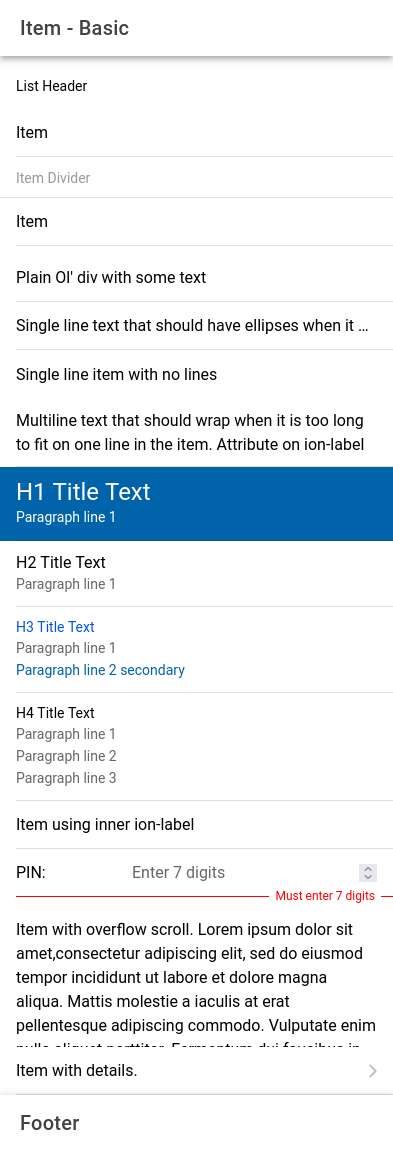 Item - Basic
List Header
Item
Item Divider
Item
Plain Ol' div with some text
Single line text that should have ellipses when it ...
Single line item with no lines
Multiline text that should wrap when it is too long
to fit on one line in the item. Attribute on ion-label
H1 Title Text
Paragraph line 1
H2 Title Text
Paragraph line 1
H3 Title Text
Paragraph line 1
Paragraph line 2 secondary
H4 Title Text
Paragraph line 1
Paragraph line 2
Paragraph line 3
Item using inner ion-label
PIN: Enter 7 digits
Must enter 7 digits
Item with overflow scroll. Lorem ipsum dolor sit
amet,consectetur adipiscing elit, sed do eiusmod
tempor incididunt ut labore et dolore magna
aliqua. Mattis molestie a iaculis at erat
pellentesque adipiscing commodo. Vulputate enim
Item with details.
Footer